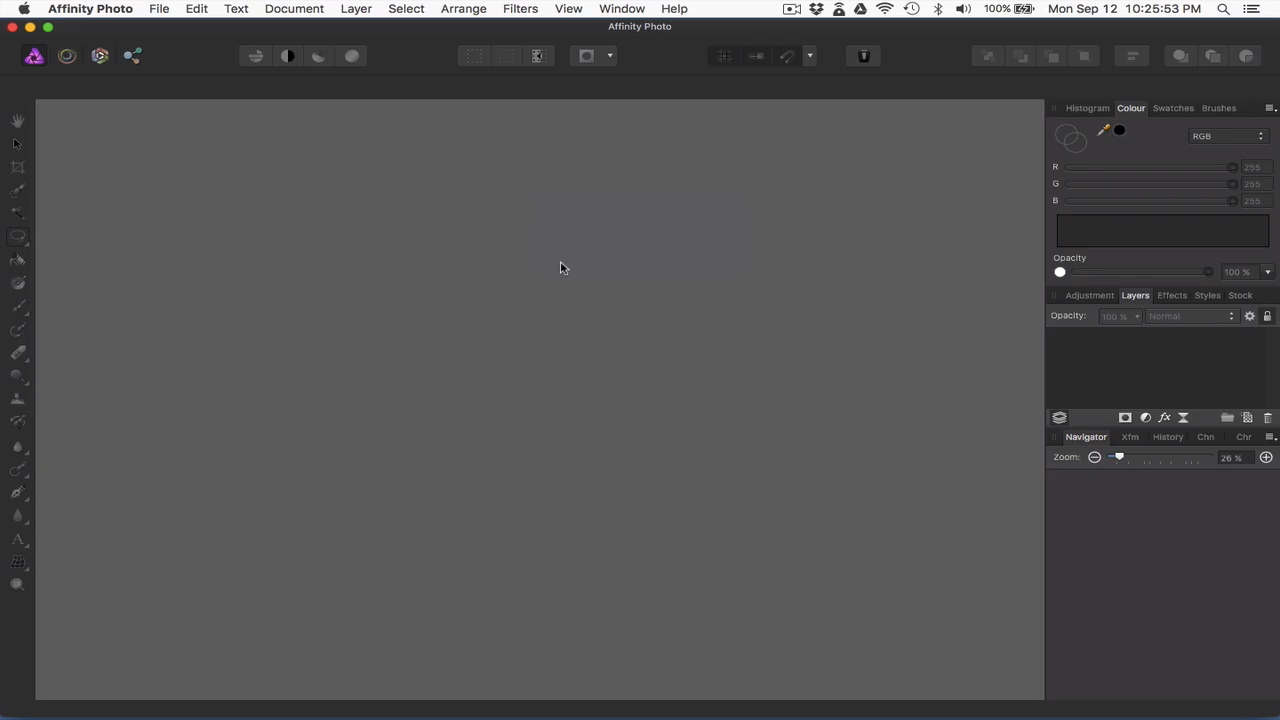 Affinity Photo File Edit Text Document Layer Select Arrange Filters View Window Help 100% Mon Sep 12 10:25:53 PM
Affinity Photo
Histogram Colour Swatches Brushes
RGB
R 255
G 255
B 255
Opacity
100 %
Adjustment Layers Effects Styles Stock
Opacity: 100 % Normal
fx
Navigator Xfm History Chn Chr
Zoom: 26 %
A